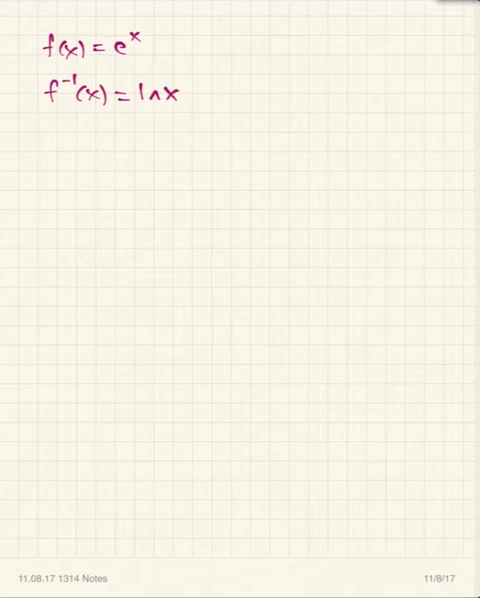 f(x) = e^x
f^-1(x) = ln x
11.08.17 1314 Notes 11/8/17